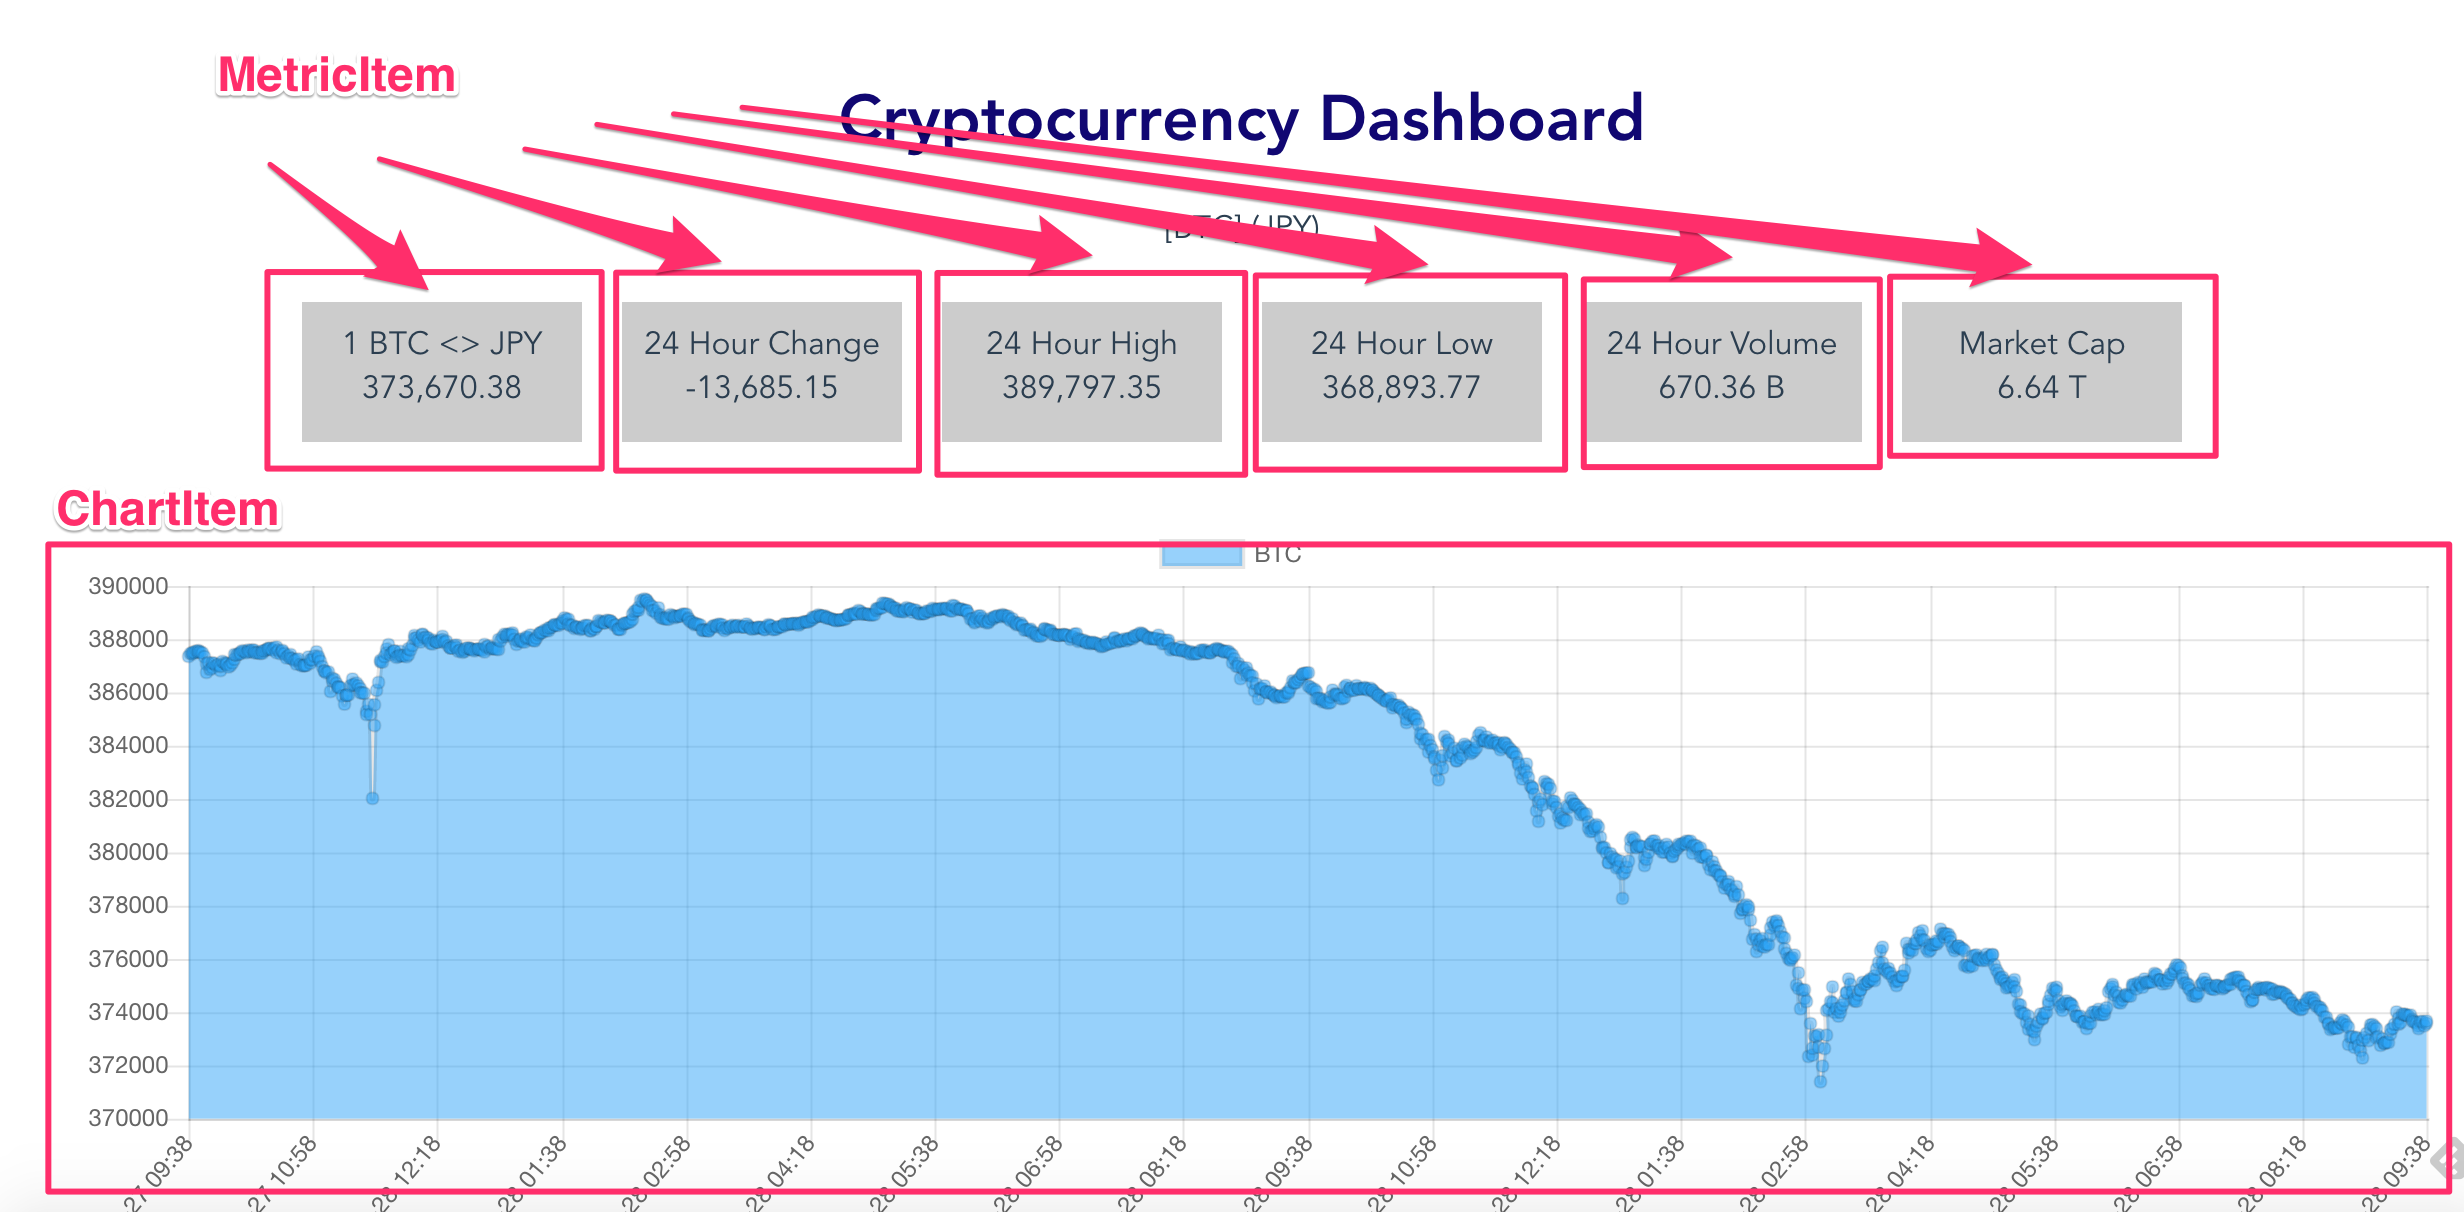 MetricItem
Cryptocurrency Dashboard
[BTC] (JPY)
1 BTC <> JPY
373,670.38
24 Hour Change
-13,685.15
24 Hour High
389,797.35
24 Hour Low
368,893.77
24 Hour Volume
670.36 B
Market Cap
6.64 T
ChartItem
BTC
390000
388000
386000
384000
382000
380000
378000
376000
374000
372000
370000
27 09:38
27 10:58
28 12:18
28 01:38
28 02:58
28 04:18
28 05:38
28 06:58
28 08:18
28 09:38
28 10:58
28 12:18
28 01:38
28 02:58
28 04:18
28 05:38
28 06:58
28 08:18
28 09:38